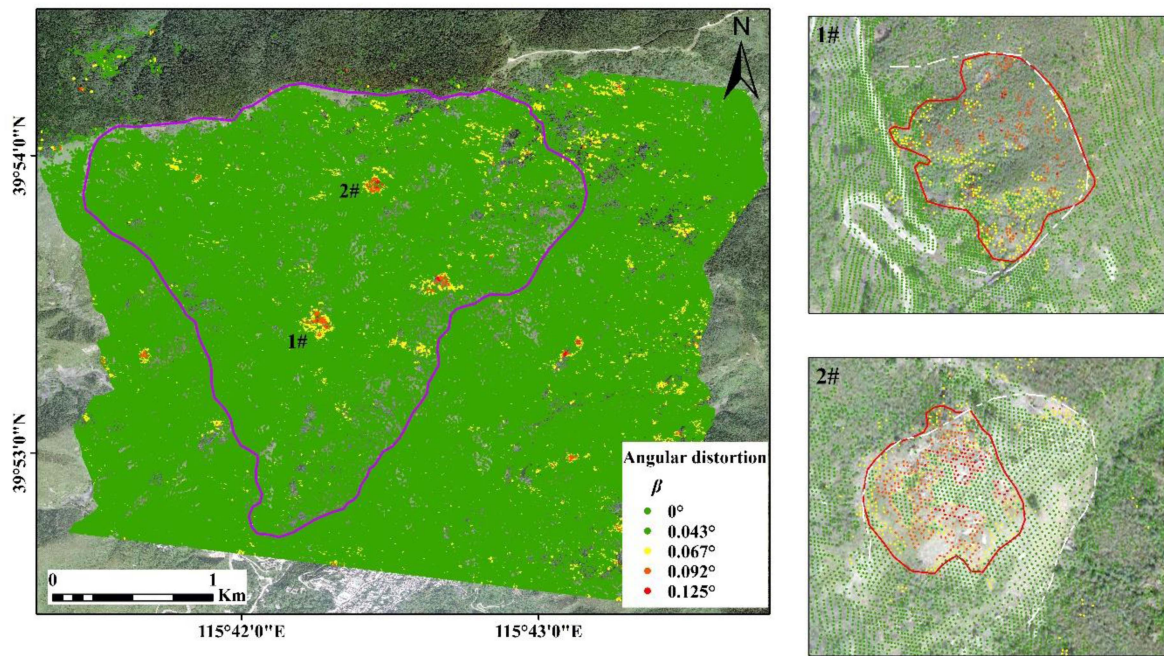 N
39°54'0"N
2#
1#
39°53'0"N
Angular distortion
β
0°
0.043°
0.067°
0.092°
0.125°
0 1
Km
115°42'0"E 115°43'0"E
1#
2#